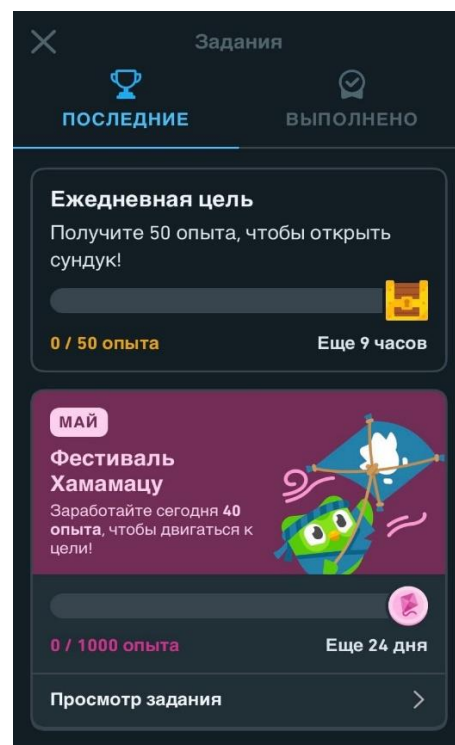 Задания
ПОСЛЕДНИЕ
ВЫПОЛНЕНО
Ежедневная цель
Получите 50 опыта, чтобы открыть
сундук!
0 / 50 опыта
Еще 9 часов
МАЙ
Фестиваль
Хамамацу
Заработайте сегодня 40
опыта, чтобы двигаться к
цели!
0 / 1000 опыта
Еще 24 дня
Просмотр задания